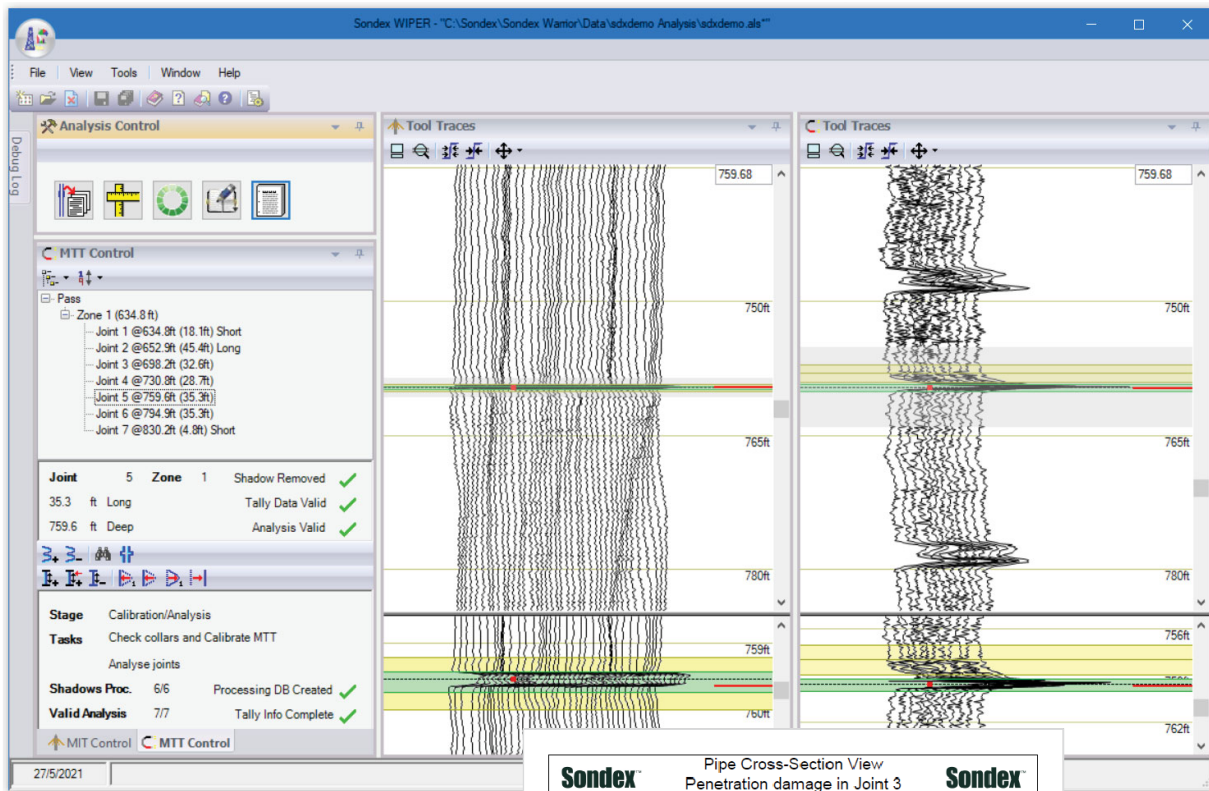 Sondex WIPER - "C:\Sondex\Sondex Warrior\Data\sdxdemo Analysis\sdxdemo.als*"
File View Tools Window Help
Debug Log
Analysis Control
MTT Control
Pass
Zone 1 (634.8 ft)
Joint 1 @634.8ft (18.1ft) Short
Joint 2 @652.9ft (45.4ft) Long
Joint 3 @698.2ft (32.6ft)
Joint 4 @730.8ft (28.7ft)
Joint 5 @759.6ft (35.3ft)
Joint 6 @794.9ft (35.3ft)
Joint 7 @830.2ft (4.8ft) Short
Joint 5 Zone 1 Shadow Removed
35.3 ft Long Tally Data Valid
759.6 ft Deep Analysis Valid
Stage Calibration/Analysis
Tasks Check collars and Calibrate MTT
Analyse joints
Shadows Proc. 6/6 Processing DB Created
Valid Analysis 7/7 Tally Info Complete
MIT Control MTT Control
27/5/2021
Tool Traces
759.68
750ft
765ft
780ft
759ft
760ft
Tool Traces
759.68
750ft
765ft
780ft
756ft
762ft
Sondex™ Pipe Cross-Section View Sondex™
Penetration damage in Joint 3